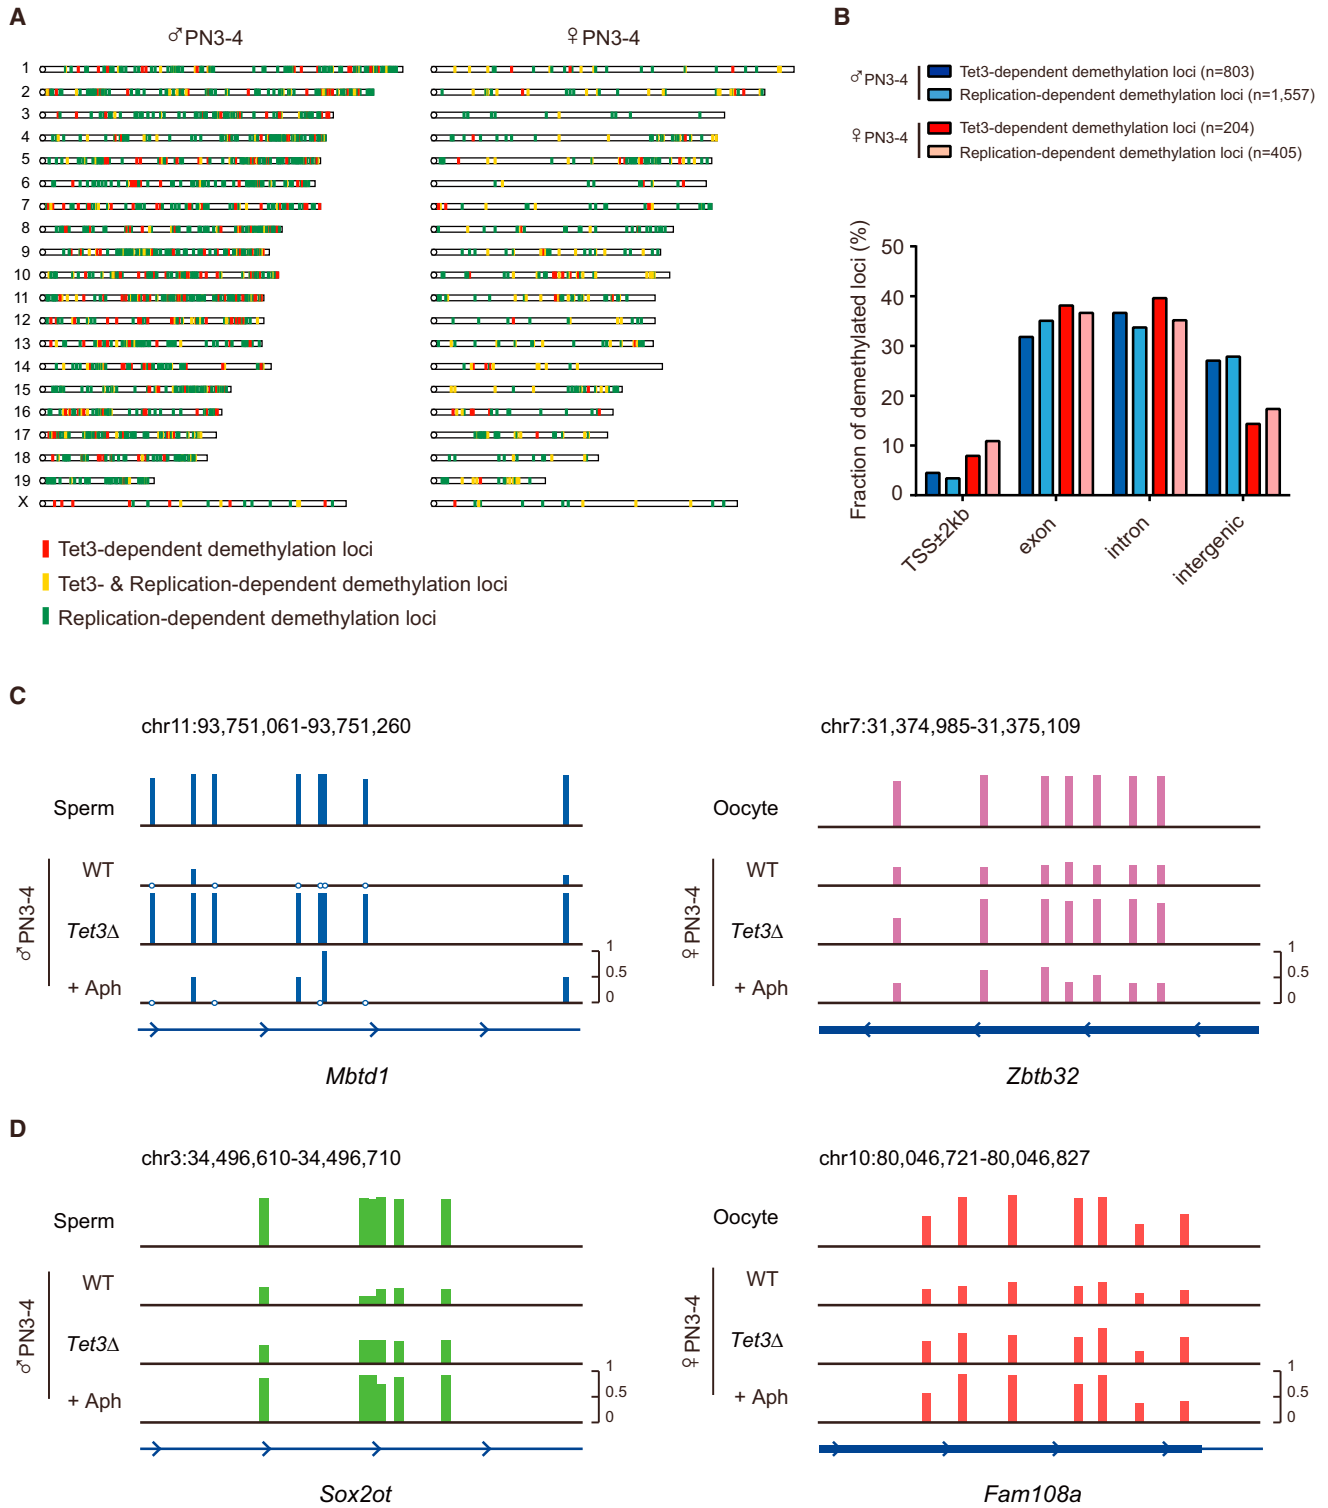 A
♂PN3-4
♀PN3-4
1
2
3
4
5
6
7
8
9
10
11
12
13
14
15
16
17
18
19
X
Tet3-dependent demethylation loci
Tet3- & Replication-dependent demethylation loci
Replication-dependent demethylation loci
B
♂PN3-4
Tet3-dependent demethylation loci (n=803)
Replication-dependent demethylation loci (n=1,557)
♀PN3-4
Tet3-dependent demethylation loci (n=204)
Replication-dependent demethylation loci (n=405)
Fraction of demethylated loci (%)
50
40
30
20
10
0
TSS±2kb
exon
intron
intergenic
C
chr11:93,751,061-93,751,260
Sperm
♂PN3-4
WT
Tet3Δ
+ Aph
1
0.5
0
Mbtd1
chr7:31,374,985-31,375,109
Oocyte
♀PN3-4
WT
Tet3Δ
+ Aph
1
0.5
0
Zbtb32
D
chr3:34,496,610-34,496,710
Sperm
♂PN3-4
WT
Tet3Δ
+ Aph
1
0.5
0
Sox2ot
chr10:80,046,721-80,046,827
Oocyte
♀PN3-4
WT
Tet3Δ
+ Aph
1
0.5
0
Fam108a